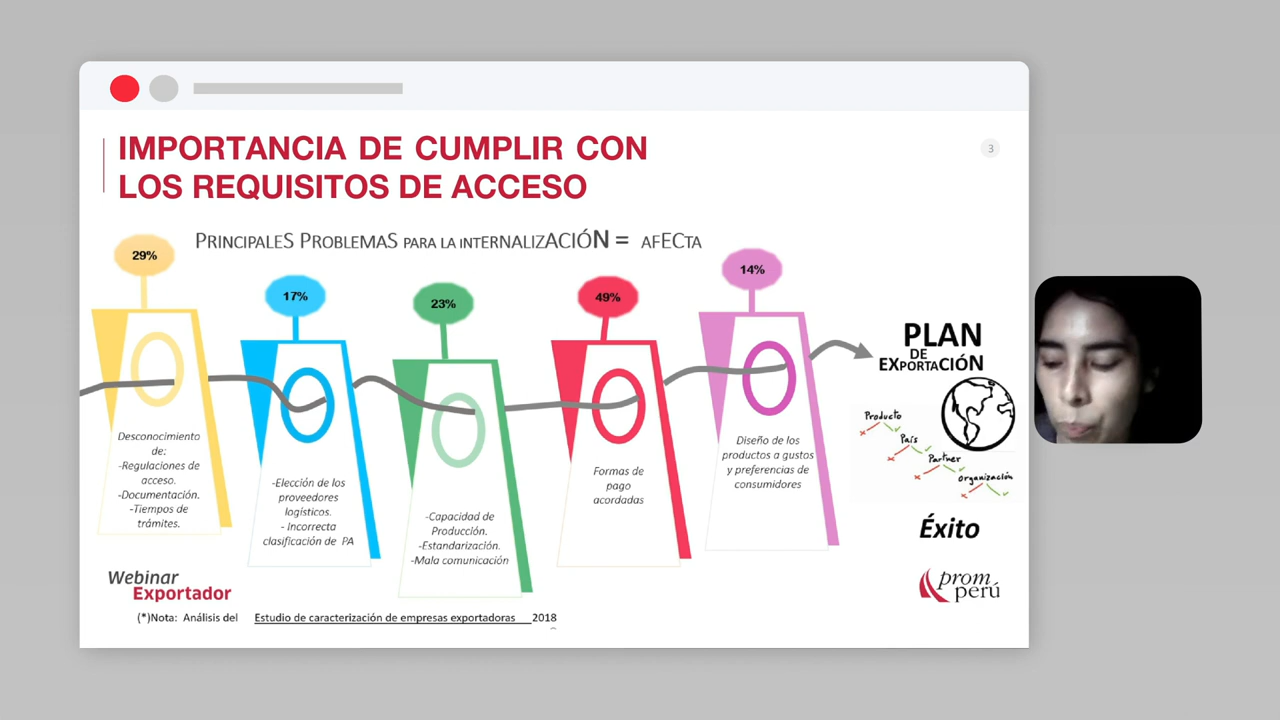 IMPORTANCIA DE CUMPLIR CON
LOS REQUISITOS DE ACCESO
3
PRINCIPALES PROBLEMAS PARA LA INTERNALIZACIÓN = AFECTA
29%
Desconocimiento
de:
-Regulaciones de
acceso.
-Documentación.
-Tiempos de
trámites.
17%
-Elección de los
proveedores
logísticos.
- Incorrecta
clasificación de PA
23%
-Capacidad de
Producción.
-Estandarización.
-Mala comunicación
49%
Formas de
pago
acordadas
14%
Diseño de los
productos a gustos
y preferencias de
consumidores
PLAN
DE
EXPORTACIÓN
Producto
País
Partner
Organización
Éxito
Webinar
Exportador
prom
perú
(*)Nota: Análisis del Estudio de caracterización de empresas exportadoras 2018